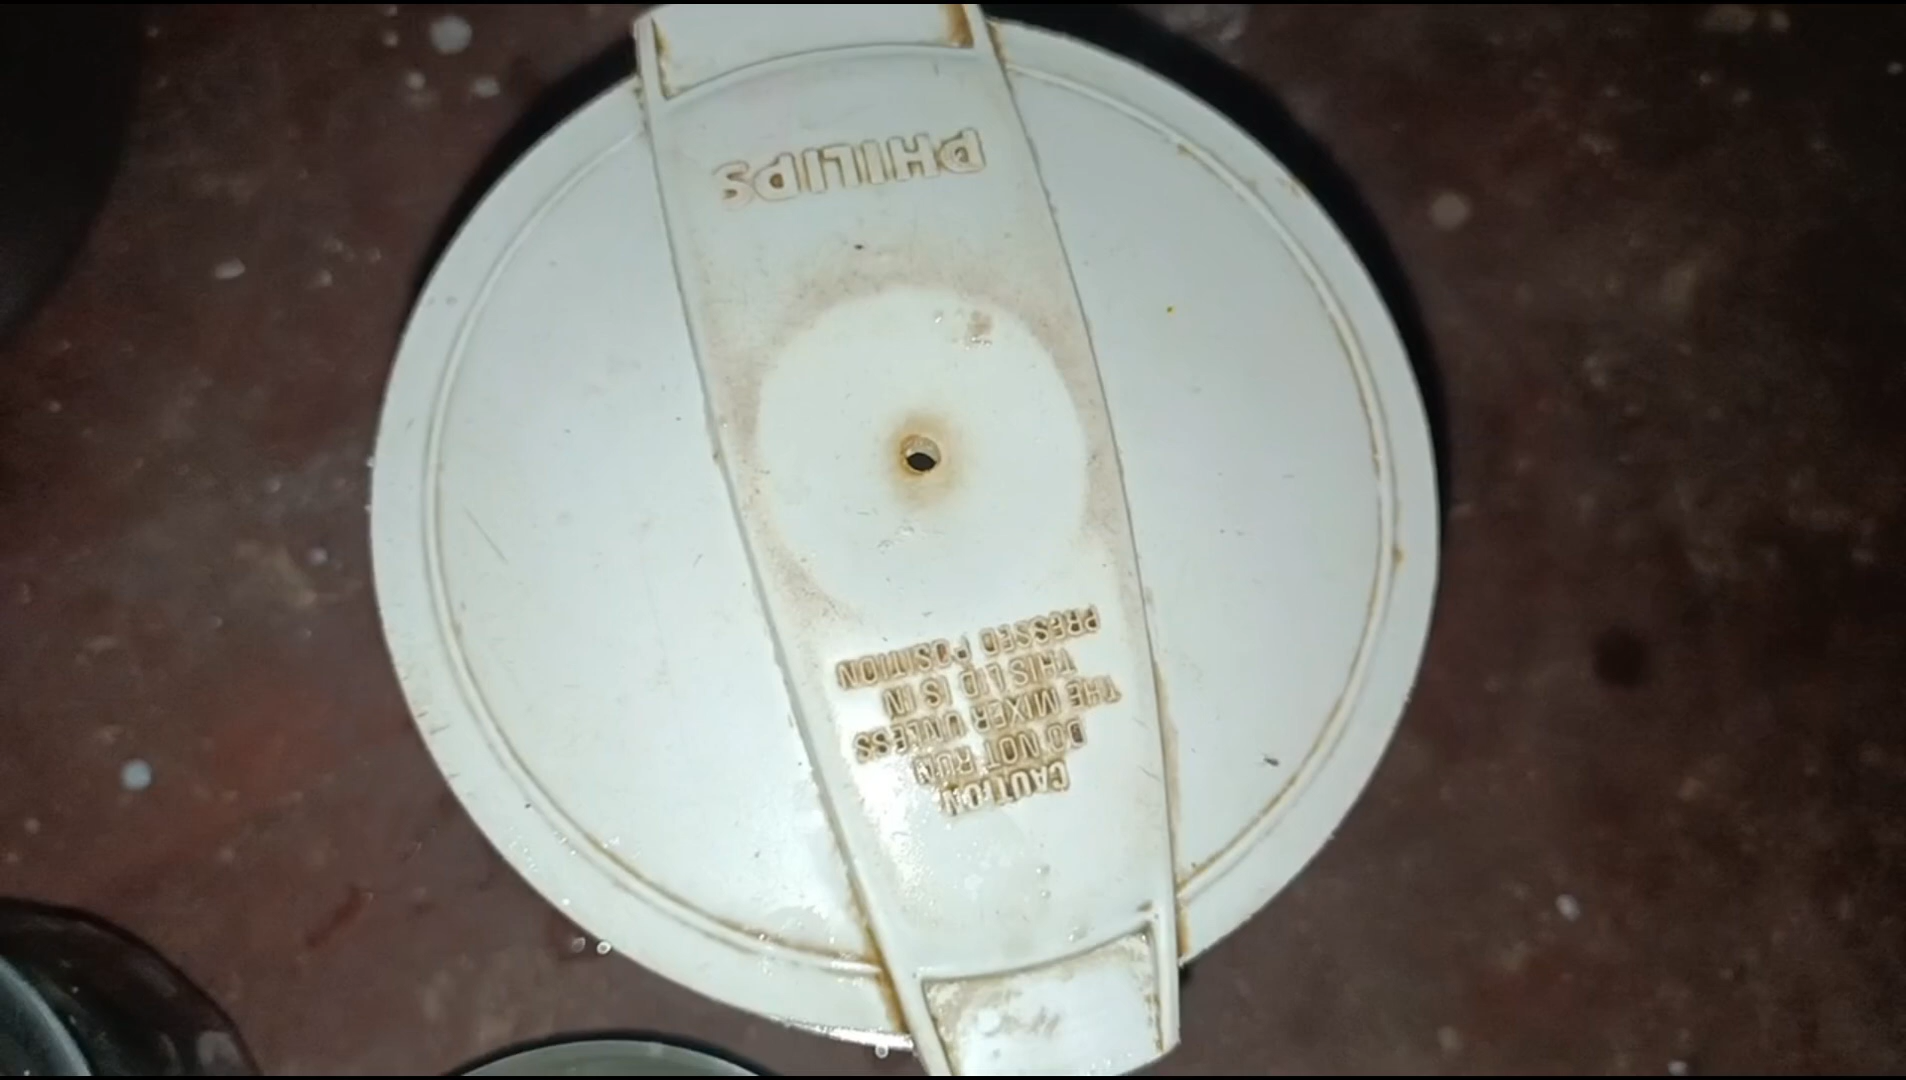 PHILIPS
CAUTION
DO NOT RUN
THE MIXER UNLESS
THIS LID IS IN
PRESSED POSITION